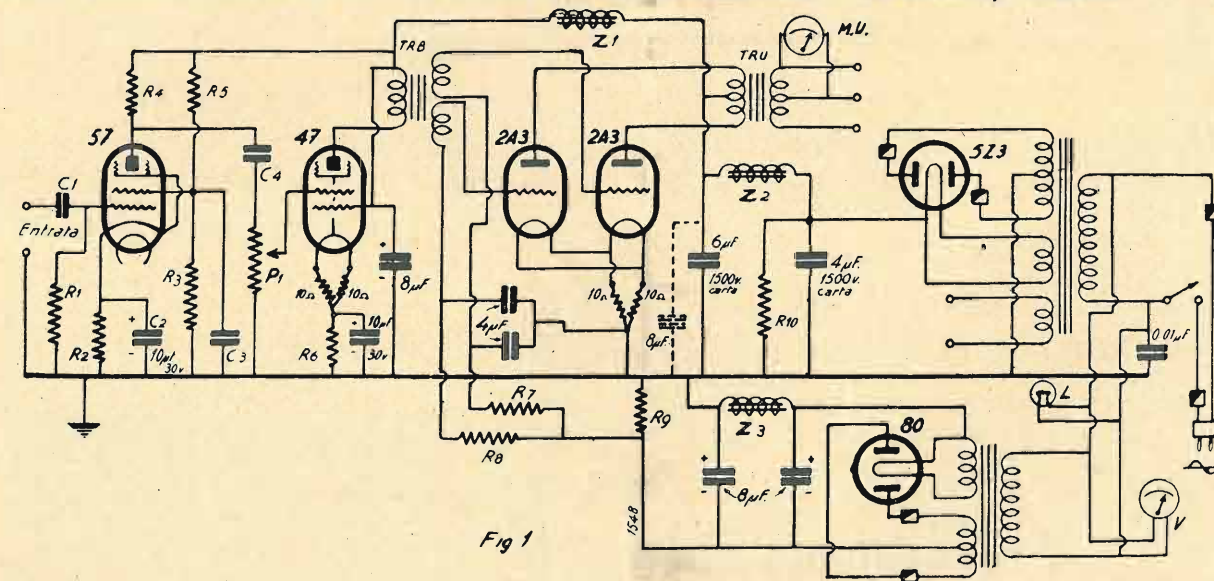 Z1
TRB
TRU
M.U.
R4
R5
57
47
2A3
2A3
5Z3
C1
C4
Z2
Entrata
P1
R1
R3
8µF
10Ω
10Ω
10Ω
10Ω
6µF
1500v.
carta
4µF.
1500v.
carta
R10
4µF
8µF
R2
C2
10µf
30v
C3
R6
10µF
30v
0.01µF
L
R7
R8
R9
Z3
80
8µF.
1548
V
Fig 1
+
-
+
-
+
-
+
-
+
-